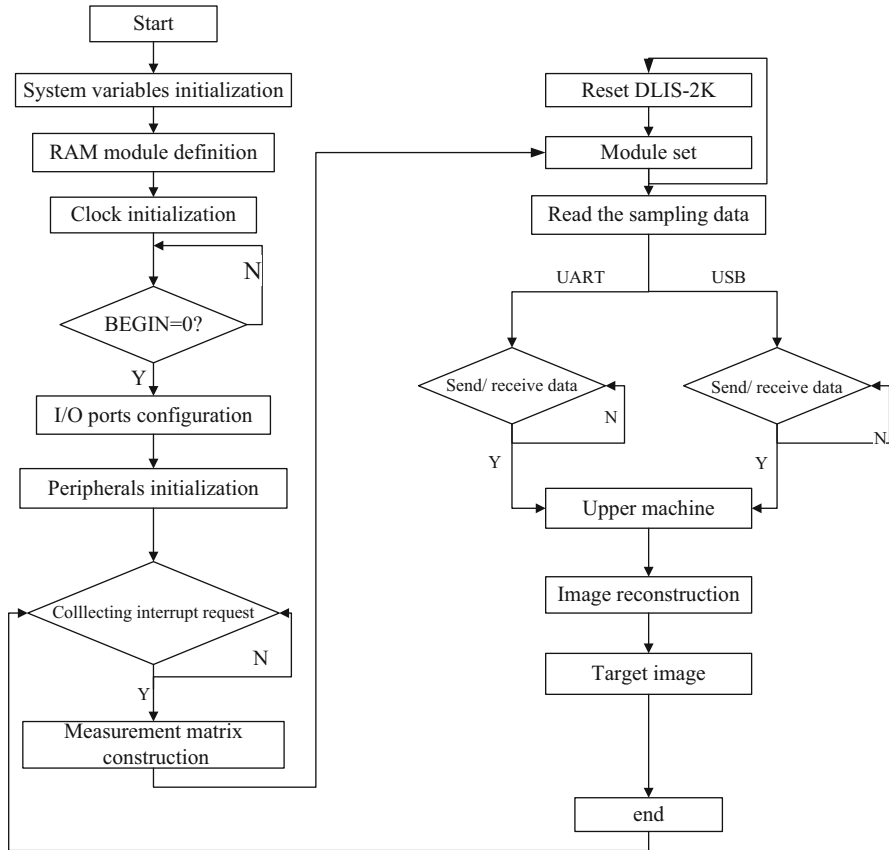 Start
System variables initialization
RAM module definition
Clock initialization
N
BEGIN=0?
Y
I/O ports configuration
Peripherals initialization
Colllecting interrupt request
N
Y
Measurement matrix
construction
Reset DLIS-2K
Module set
Read the sampling data
UART
USB
Send/ receive data
Send/ receive data
N
N
Y
Y
Upper machine
Image reconstruction
Target image
end